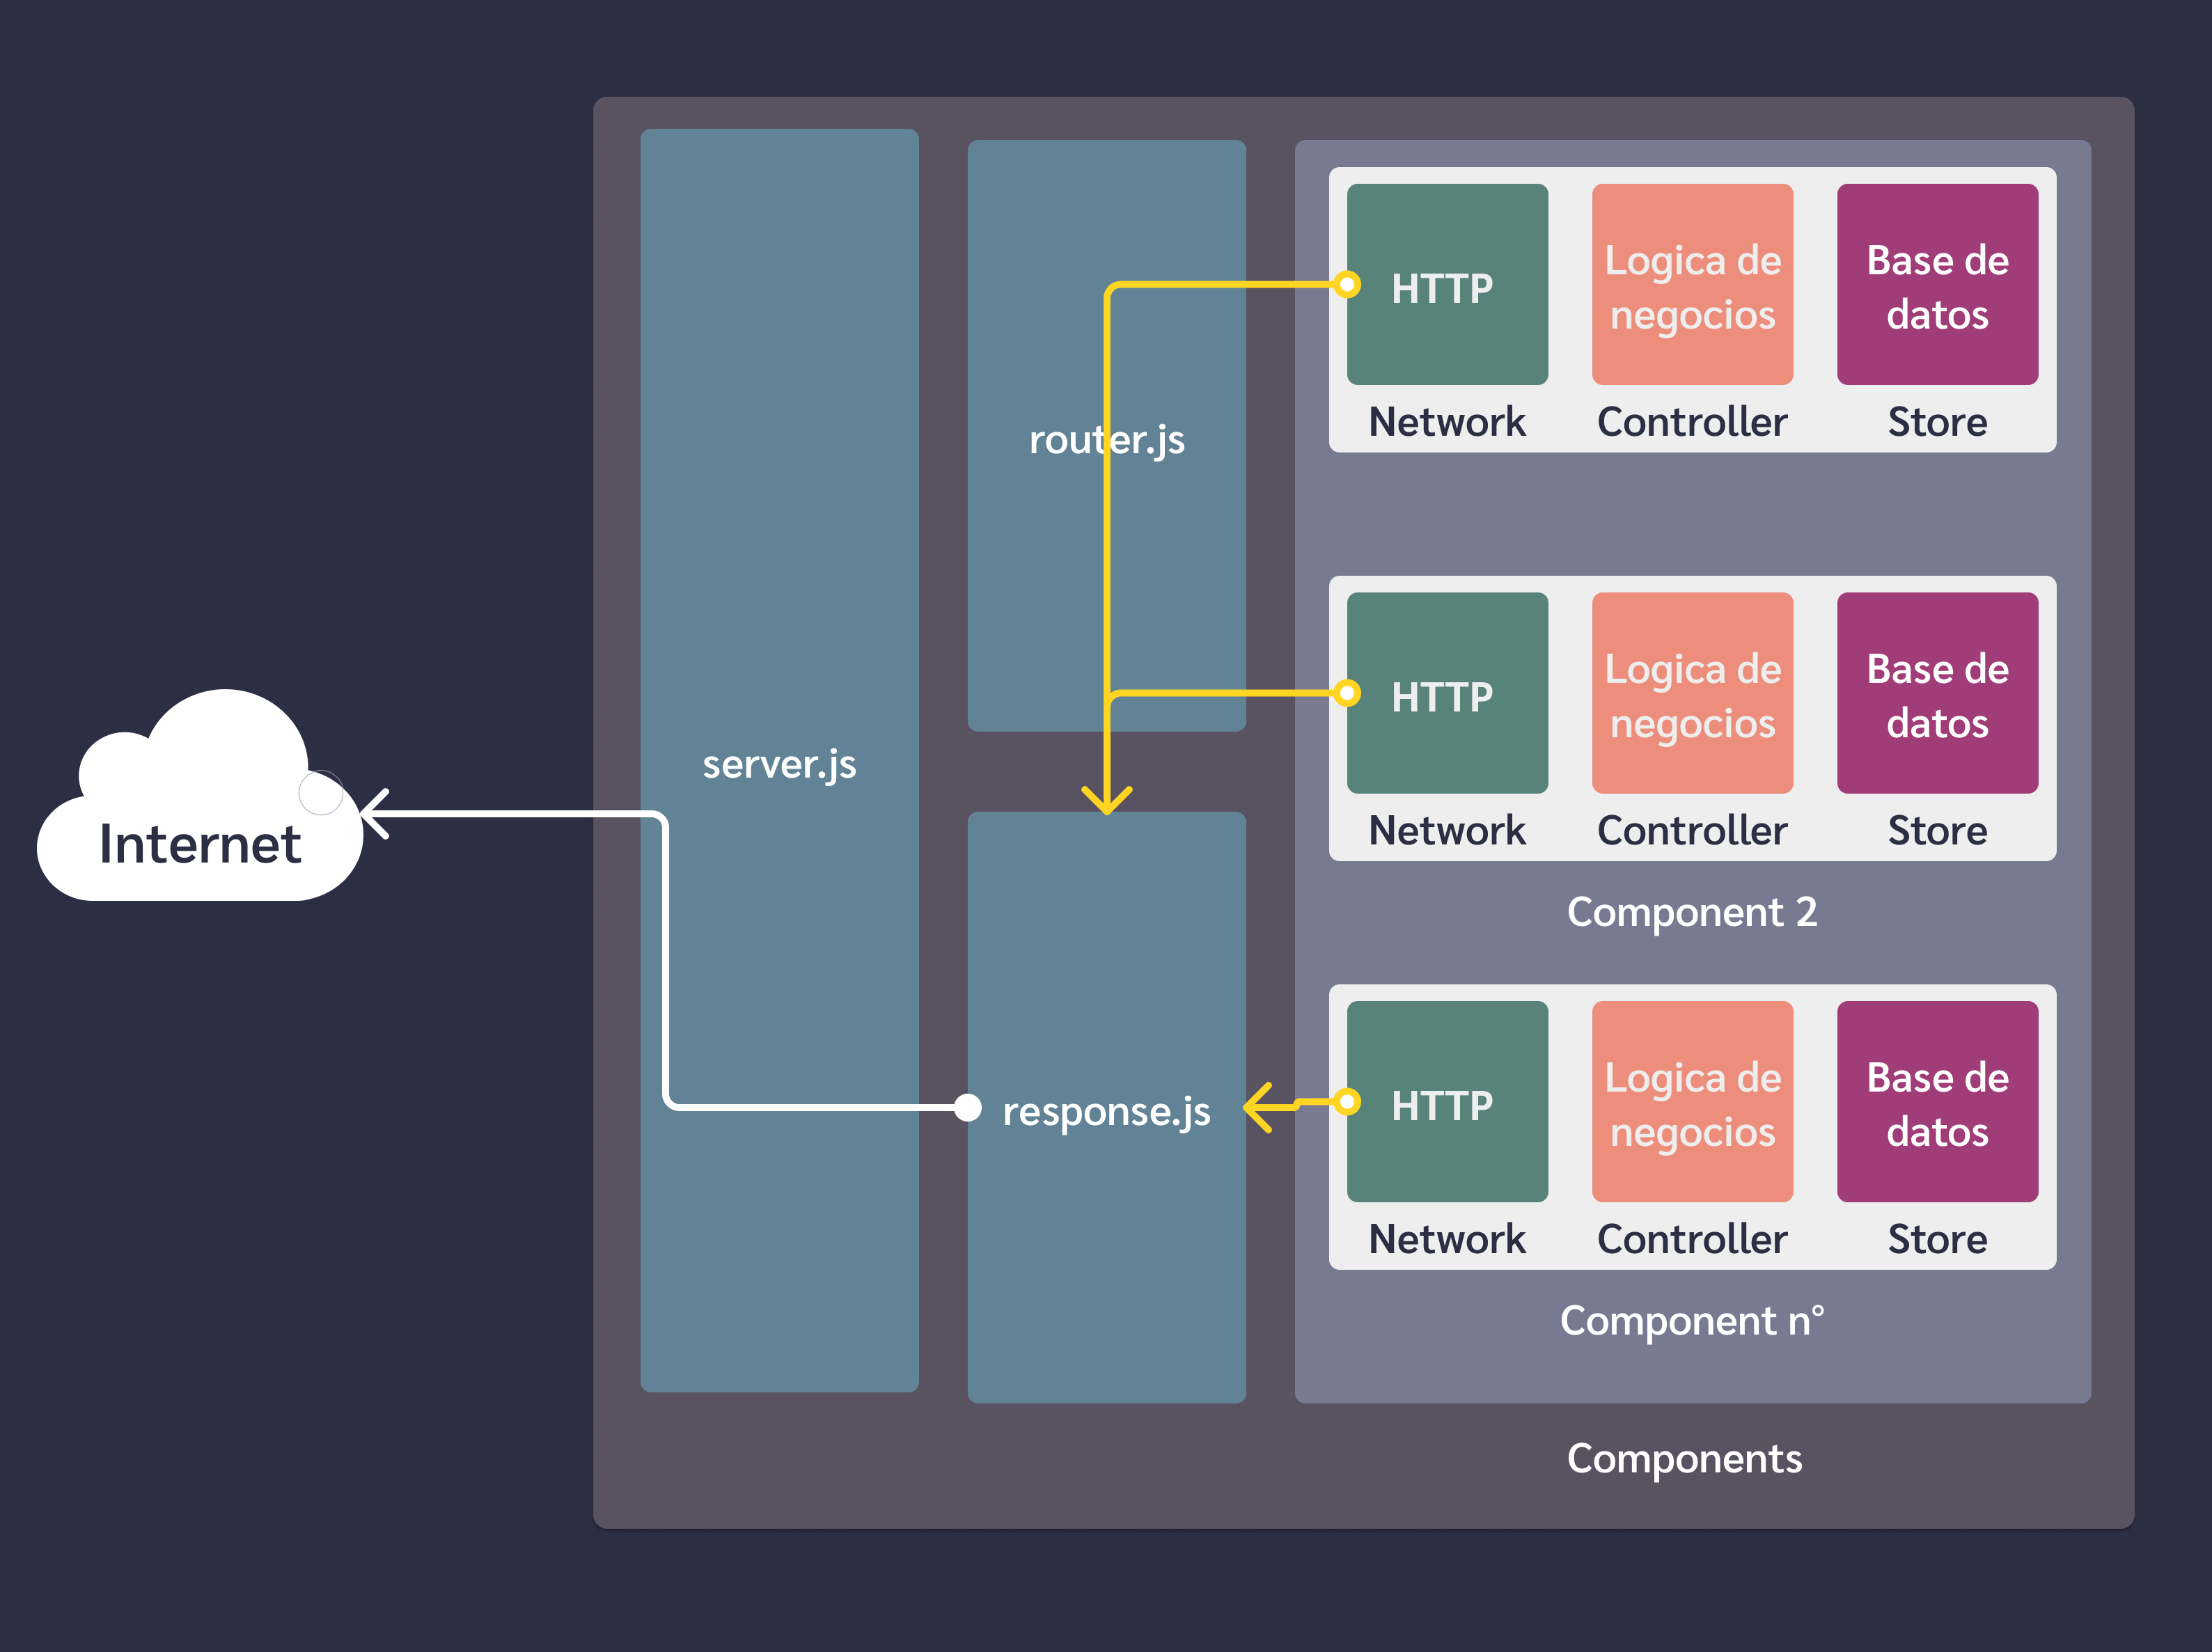 HTTP
Logica de
negocios
Base de
datos
Network
Controller
Store
router.js
HTTP
Logica de
negocios
Base de
datos
Network
Controller
Store
Component 2
server.js
Internet
response.js
HTTP
Logica de
negocios
Base de
datos
Network
Controller
Store
Component n°
Components